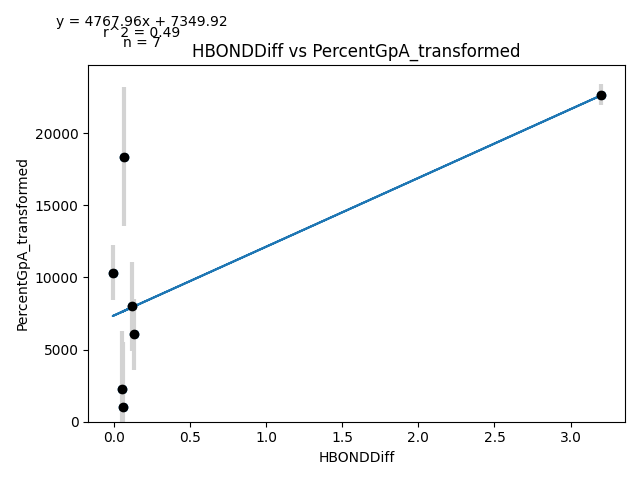 y = 4767.96x + 7349.92
r^2 = 0.49
n = 7
HBONDDiff vs PercentGpA_transformed
20000
15000
10000
5000
0
PercentGpA_transformed
0.0 0.5 1.0 1.5 2.0 2.5 3.0
HBONDDiff